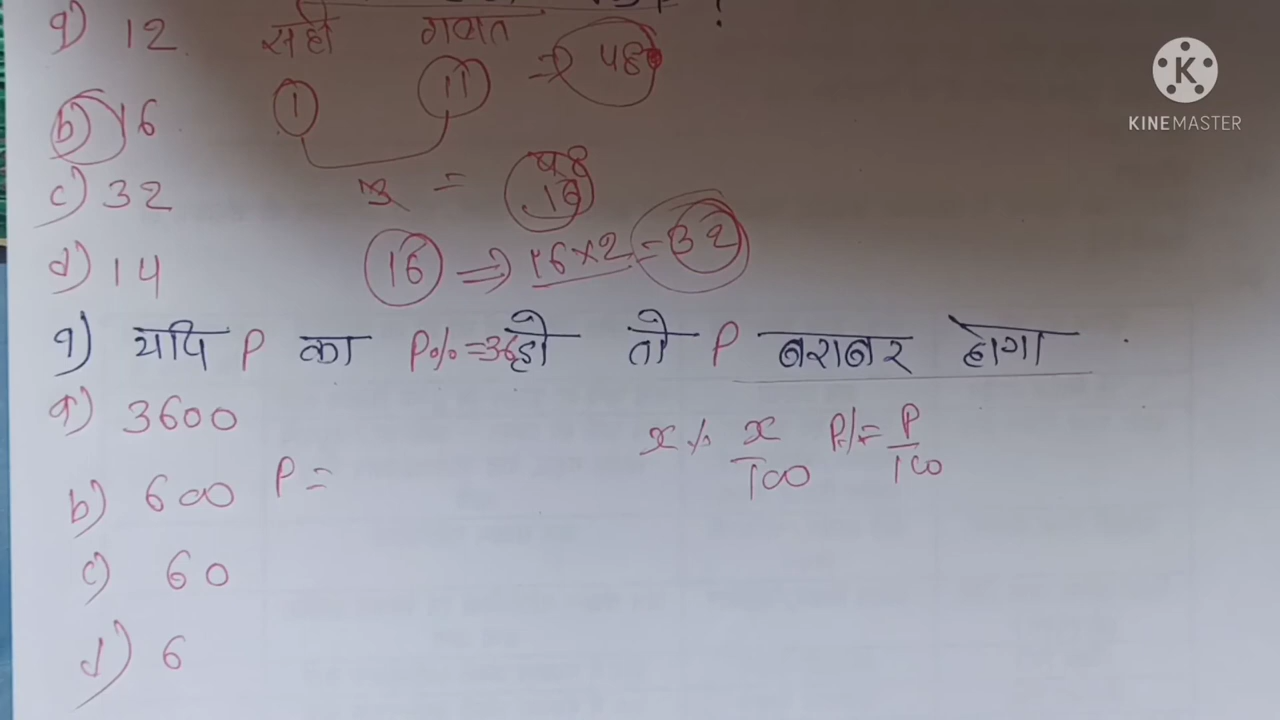 a) 12 सही गलत
① ⑪ ⇒ 48
b) 16
c) 32
= 48
16
d) 14 16 ⇒ 16×2 = 32
9) यदि P का P% = 36 हो तो P बराबर होगा
a) 3600
x% x/100 P% = P/100
b) 600 P =
c) 60
d) 6
K
KINEMASTER